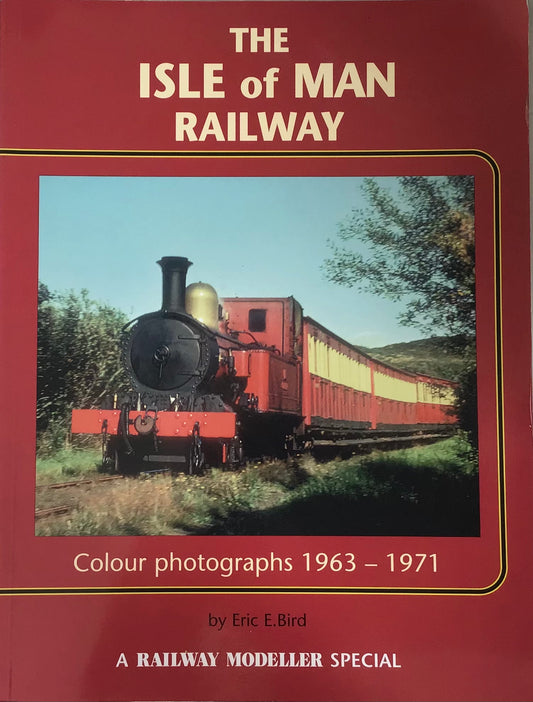 THE
ISLE of MAN
RAILWAY
Colour photographs 1963 – 1971
by Eric E.Bird
A RAILWAY MODELLER SPECIAL